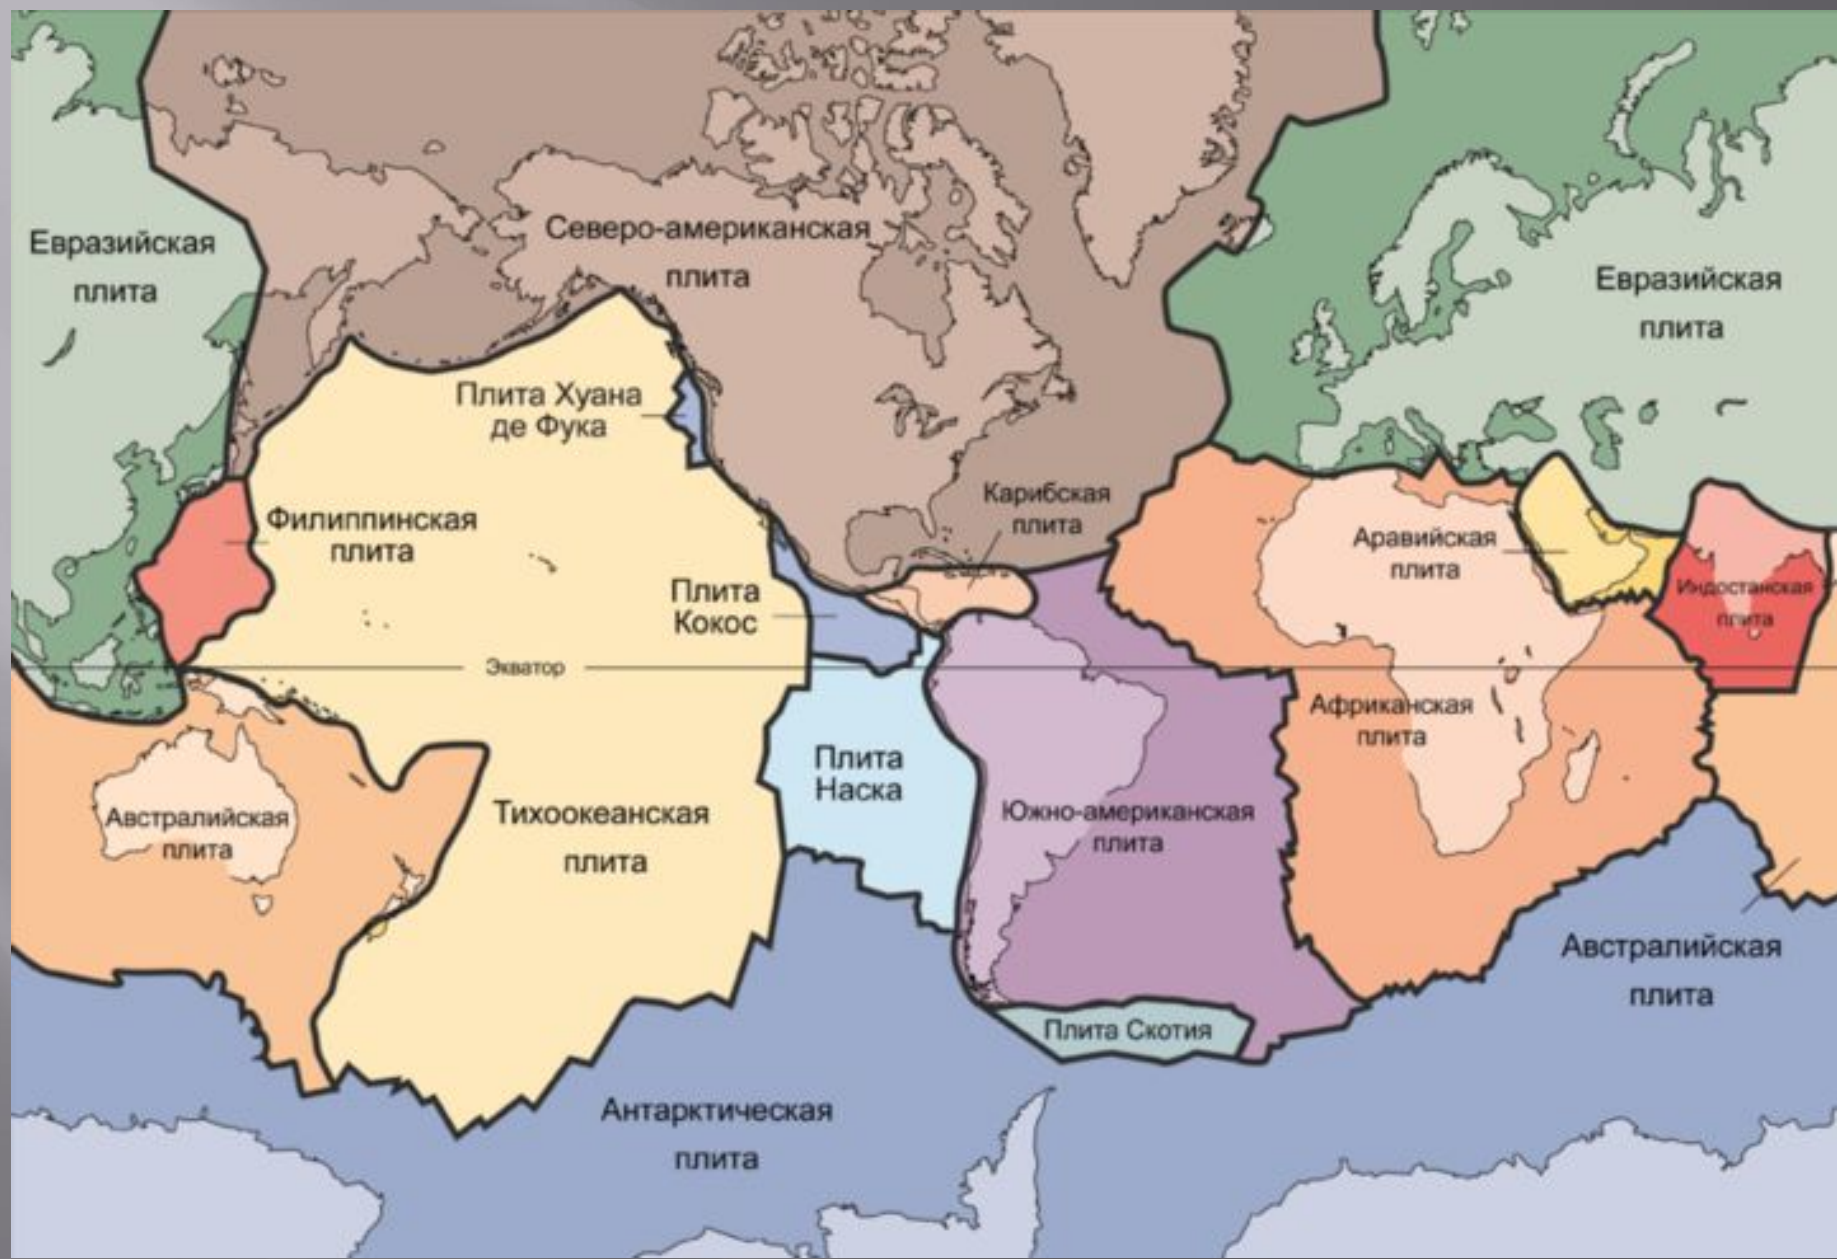 Евразийская
плита
Северо-американская
плита
Евразийская
плита
Плита Хуана
де Фука
Карибская
плита
Филиппинская
плита
Аравийская
плита
Плита
Кокос
Индостанская
плита
Экватор
Африканская
плита
Плита
Наска
Австралийская
плита
Тихоокеанская
плита
Южно-американская
плита
Австралийская
плита
Плита Скотия
Антарктическая
плита